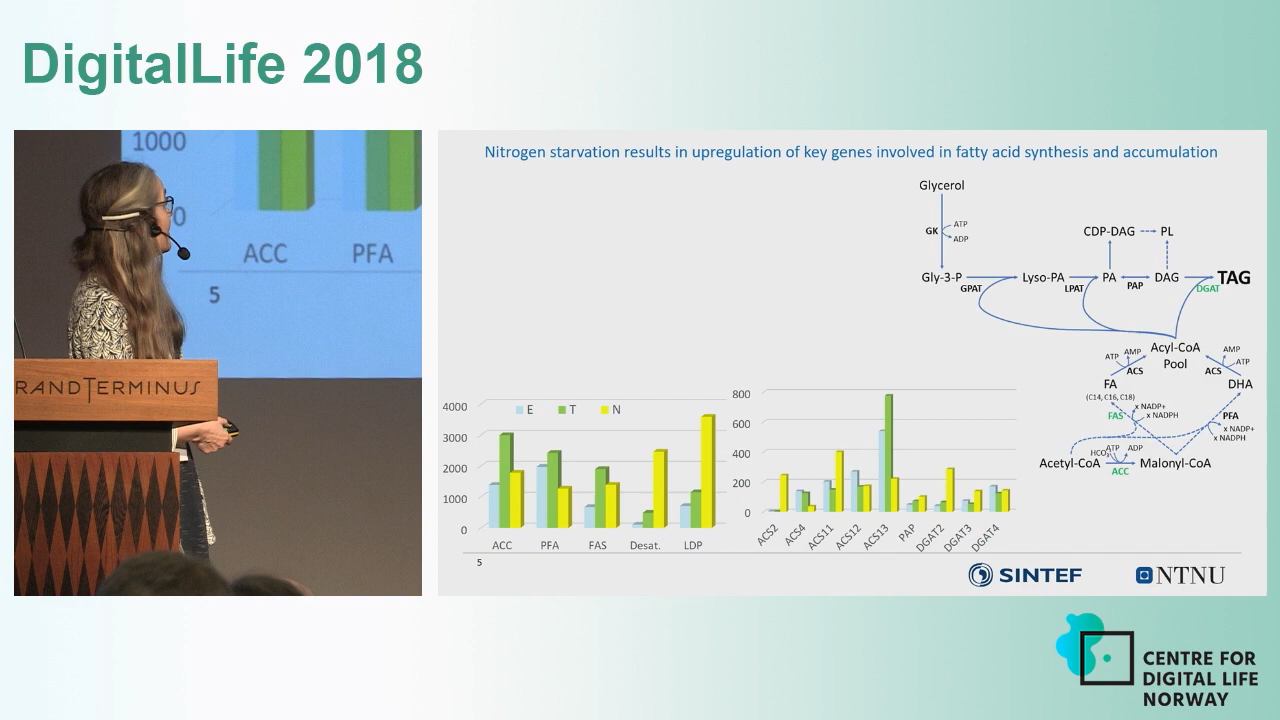 DigitalLife 2018
1000
0
ACC PFA
5
RANDTERMINUS
Nitrogen starvation results in upregulation of key genes involved in fatty acid synthesis and accumulation
Glycerol
GK
ATP
ADP
CDP-DAG
PL
Gly-3-P
Lyso-PA
PA
DAG
TAG
GPAT
LPAT
PAP
DGAT
Acyl-CoA
Pool
ATP
AMP
ACS
AMP
ATP
ACS
FA
(C14, C16, C18)
DHA
FAS
x NADP+
x NADPH
PFA
x NADP+
x NADPH
HCO3
ATP
ADP
Acetyl-CoA
Malonyl-CoA
ACC
E T N
4000
3000
2000
1000
0
ACC PFA FAS Desat. LDP
800
600
400
200
0
ACS2 ACS4 ACS11 ACS12 ACS13 PAP DGAT2 DGAT3 DGAT4
5
SINTEF
NTNU
CENTRE FOR
DIGITAL LIFE
NORWAY